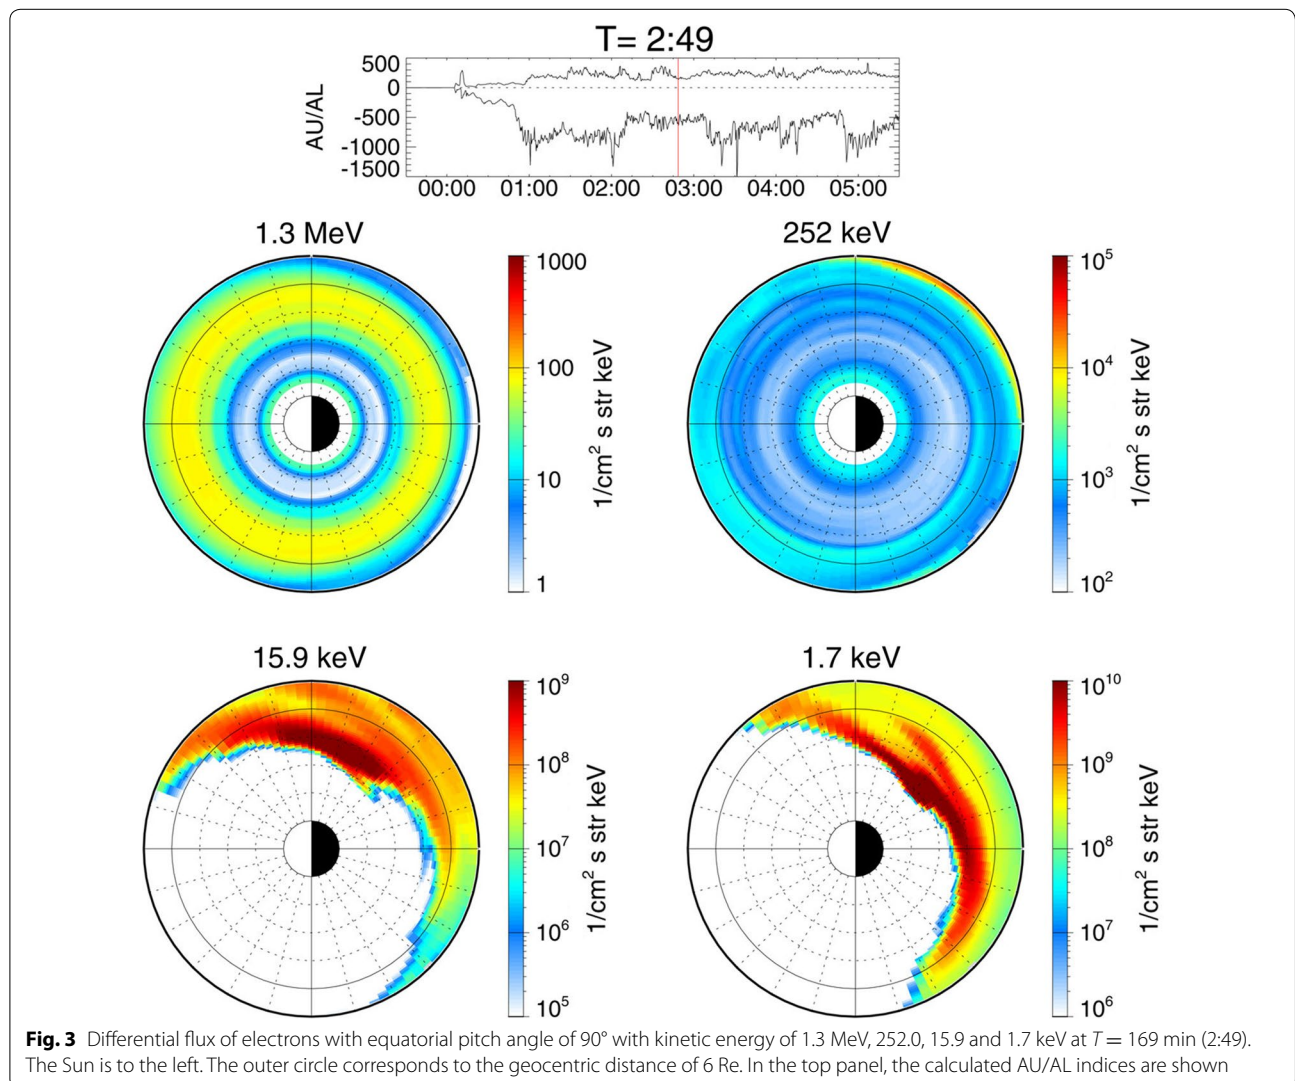 T= 2:49
500
0
-500
-1000
-1500
AU/AL
00:00 01:00 02:00 03:00 04:00 05:00
1.3 MeV
1000
100
10
1
1/cm² s str keV
252 keV
10⁵
10⁴
10³
10²
1/cm² s str keV
15.9 keV
10⁹
10⁸
10⁷
10⁶
10⁵
1/cm² s str keV
1.7 keV
10¹⁰
10⁹
10⁸
10⁷
10⁶
1/cm² s str keV
Fig. 3 Differential flux of electrons with equatorial pitch angle of 90° with kinetic energy of 1.3 MeV, 252.0, 15.9 and 1.7 keV at T = 169 min (2:49).
The Sun is to the left. The outer circle corresponds to the geocentric distance of 6 Re. In the top panel, the calculated AU/AL indices are shown